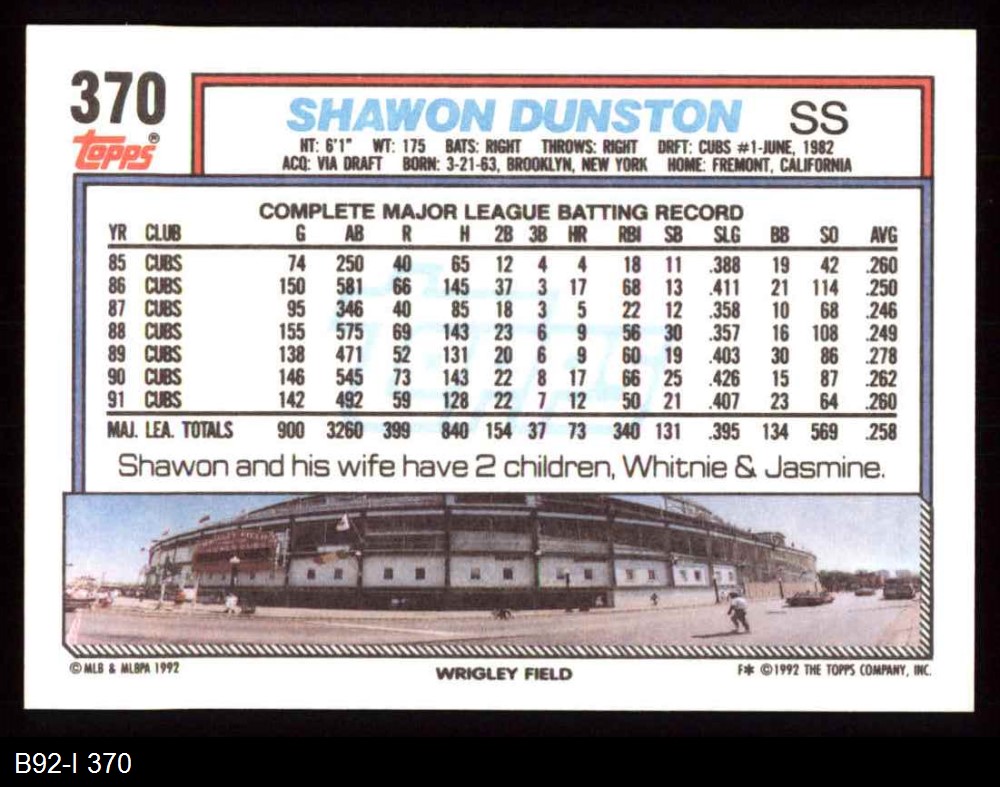 370
Topps®
SHAWON DUNSTON SS
HT: 6'1" WT: 175 BATS: RIGHT THROWS: RIGHT DRFT: CUBS #1-JUNE, 1982
ACQ: VIA DRAFT BORN: 3-21-63, BROOKLYN, NEW YORK HOME: FREMONT, CALIFORNIA
COMPLETE MAJOR LEAGUE BATTING RECORD
YR CLUB G AB R H 2B 3B HR RBI SB SLG BB SO AVG
85 CUBS 74 250 40 65 12 4 4 18 11 .388 19 42 .260
86 CUBS 150 581 66 145 37 3 17 68 13 .411 21 114 .250
87 CUBS 95 346 40 85 18 3 5 22 12 .358 10 68 .246
88 CUBS 155 575 69 143 23 6 9 56 30 .357 16 108 .249
89 CUBS 138 471 52 131 20 6 9 60 19 .403 30 86 .278
90 CUBS 146 545 73 143 22 8 17 66 25 .426 15 87 .262
91 CUBS 142 492 59 128 22 7 12 50 21 .407 23 64 .260
MAJ. LEA. TOTALS 900 3260 399 840 154 37 73 340 131 .395 134 569 .258
Topps
Shawon and his wife have 2 children, Whitnie & Jasmine.
© MLB & MLBPA 1992
WRIGLEY FIELD
F* © 1992 THE TOPPS COMPANY, INC.
B92-I 370